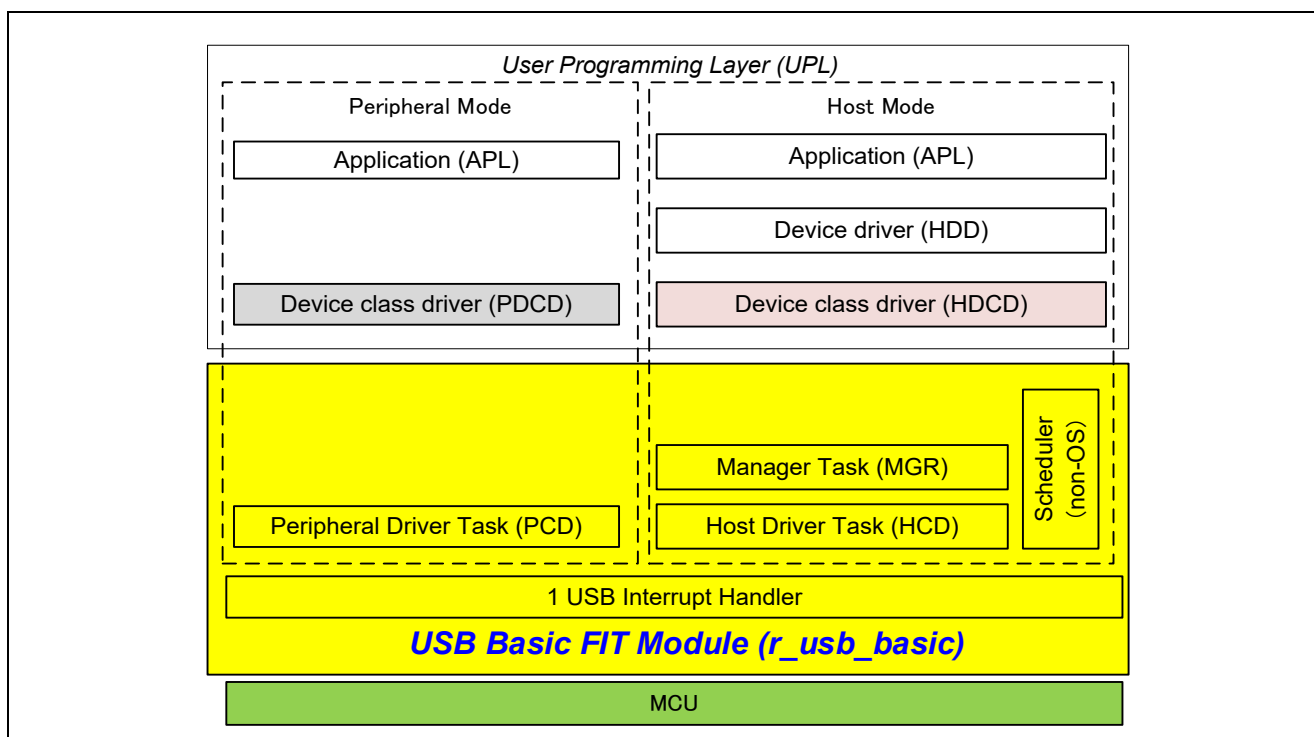 User Programming Layer (UPL)
Peripheral Mode
Host Mode
Application (APL)
Application (APL)
Device driver (HDD)
Device class driver (PDCD)
Device class driver (HDCD)
Scheduler
(non-OS)
Manager Task (MGR)
Peripheral Driver Task (PCD)
Host Driver Task (HCD)
1 USB Interrupt Handler
USB Basic FIT Module (r_usb_basic)
MCU